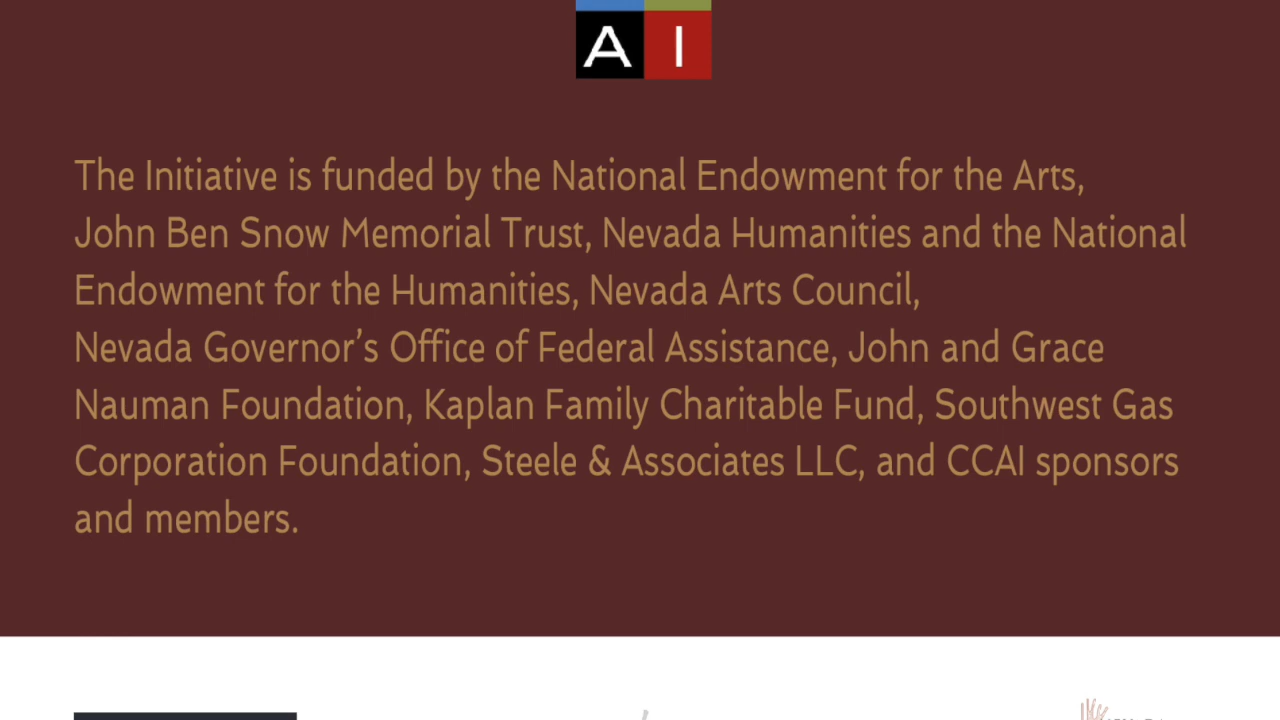 A I
The Initiative is funded by the National Endowment for the Arts,
John Ben Snow Memorial Trust, Nevada Humanities and the National
Endowment for the Humanities, Nevada Arts Council,
Nevada Governor’s Office of Federal Assistance, John and Grace
Nauman Foundation, Kaplan Family Charitable Fund, Southwest Gas
Corporation Foundation, Steele & Associates LLC, and CCAI sponsors
and members.